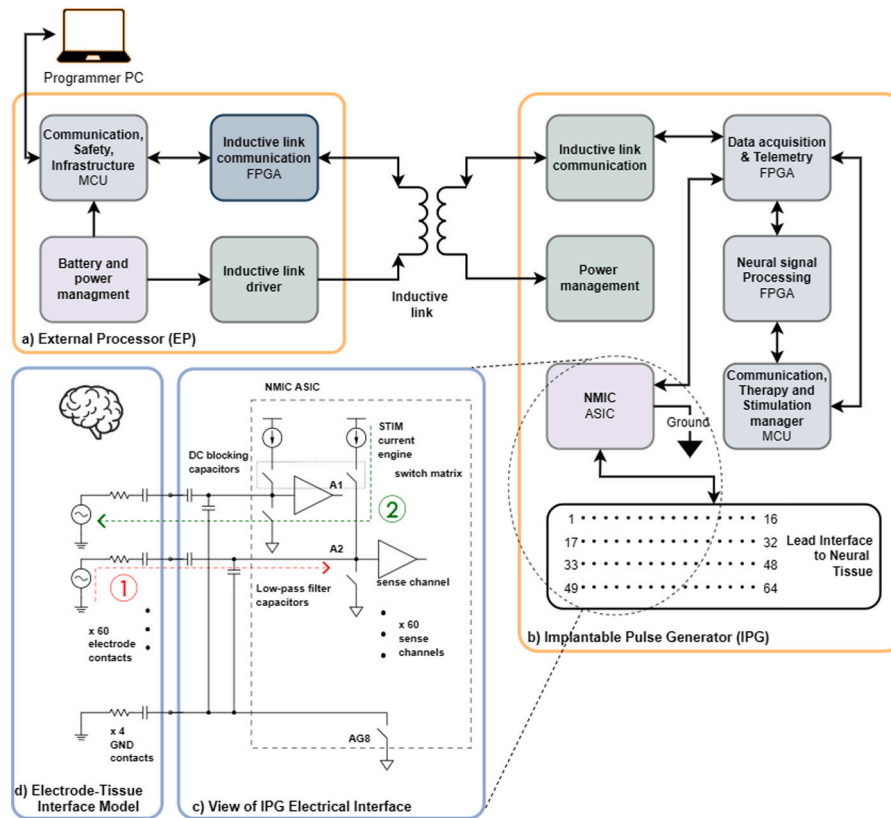 Programmer PC
Communication,
Safety,
Infrastructure
MCU
Inductive link
communication
FPGA
Battery and
power
managment
Inductive link
driver
a) External Processor (EP)
Inductive
link
Inductive link
communication
Data acquisition
& Telemetry
FPGA
Power
management
Neural signal
Processing
FPGA
NMIC
ASIC
Ground
Communication,
Therapy and
Stimulation
manager
MCU
1 16
17 32
33 48
49 64
Lead Interface
to Neural
Tissue
b) Implantable Pulse Generator (IPG)
NMIC ASIC
DC blocking
capacitors
STIM
current
engine
switch matrix
A1
2
A2
1
Low-pass filter
capacitors
sense channel
x 60
electrode
contacts
x 60
sense
channels
x 4
GND
contacts
AG8
d) Electrode-Tissue
Interface Model
c) View of IPG Electrical Interface